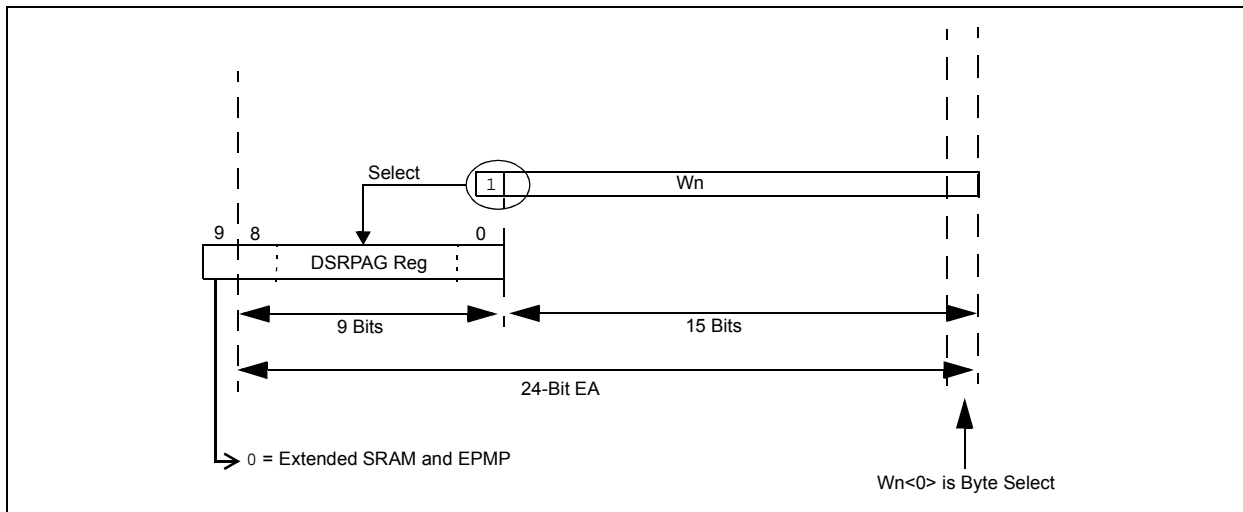 Select
1
Wn
9
8
0
DSRPAG Reg
9 Bits
15 Bits
24-Bit EA
0 = Extended SRAM and EPMP
Wn<0> is Byte Select